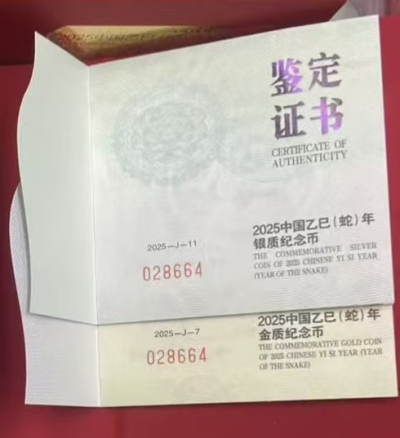 鉴定
证书
CERTIFICATE OF
AUTHENTICITY
2025中国乙巳(蛇)年
银质纪念币
THE COMMEMORATIVE SILVER
COIN OF 2025 CHINESE YI SI YEAR
(YEAR OF THE SNAKE)
2025-J-11
028664
2025中国乙巳(蛇)年
金质纪念币
THE COMMEMORATIVE GOLD COIN
OF 2025 CHINESE YI SI YEAR (YEAR
OF THE SNAKE)
2025-J-7
028664